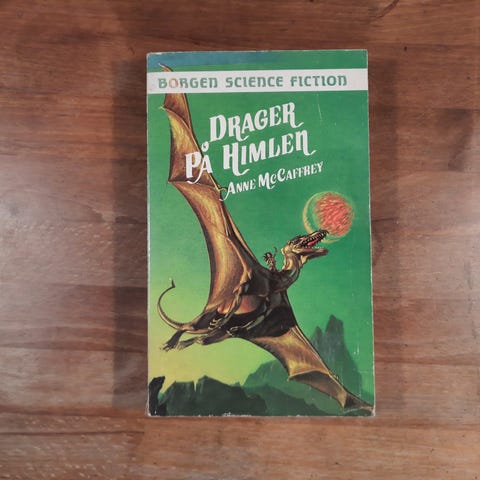 BORGEN SCIENCE FICTION
DRAGER
PÅ HIMLEN
ANNE MCCAFFREY